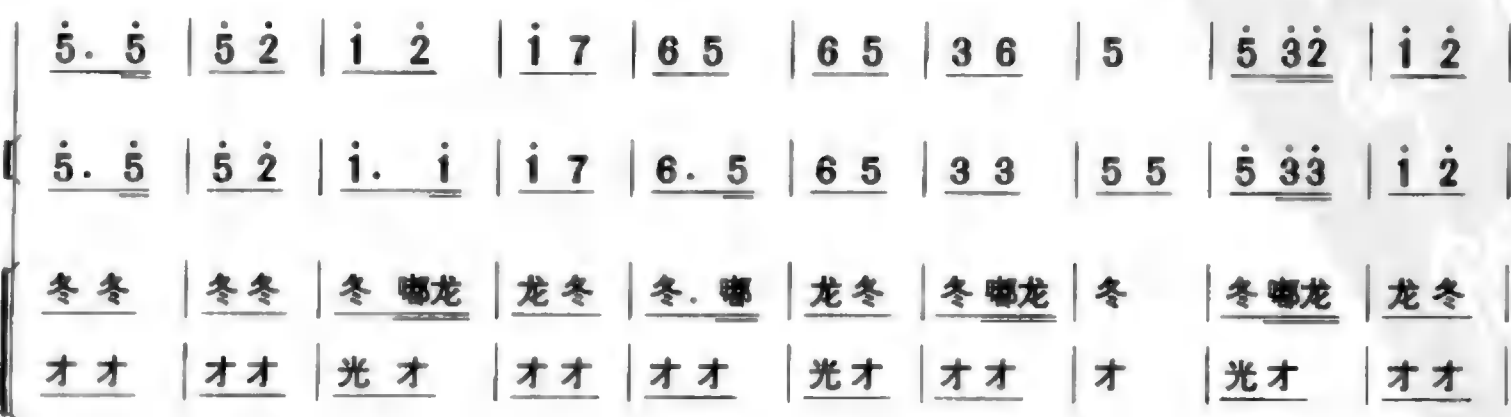 | 5̇. 5̇ | 5̇ 2̇ | 1̇ 2̇ | 1̇ 7 | 6 5 | 6 5 | 3 6 | 5 | 5̇ 3̇2̇ | 1̇ 2̇ |
| 5̇. 5̇ | 5̇ 2̇ | 1̇. 1̇ | 1̇ 7 | 6. 5 | 6 5 | 3 3 | 5 5 | 5̇ 3̇3̇ | 1̇ 2̇ |
| 冬 冬 | 冬冬 | 冬 嘟龙 | 龙 冬 | 冬. 嘟 | 龙 冬 | 冬 嘟龙 | 冬 | 冬 嘟龙 | 龙 冬 |
| 才 才 | 才才 | 光 才 | 才才 | 才 才 | 光才 | 才才 | 才 | 光才 | 才才 |